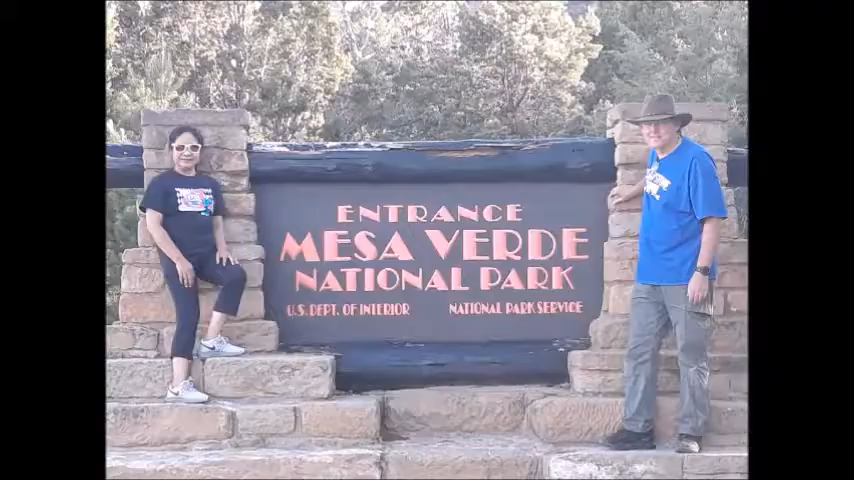 ENTRANCE
MESA VERDE
NATIONAL PARK
U.S. DEPT. OF INTERIOR NATIONAL PARK SERVICE